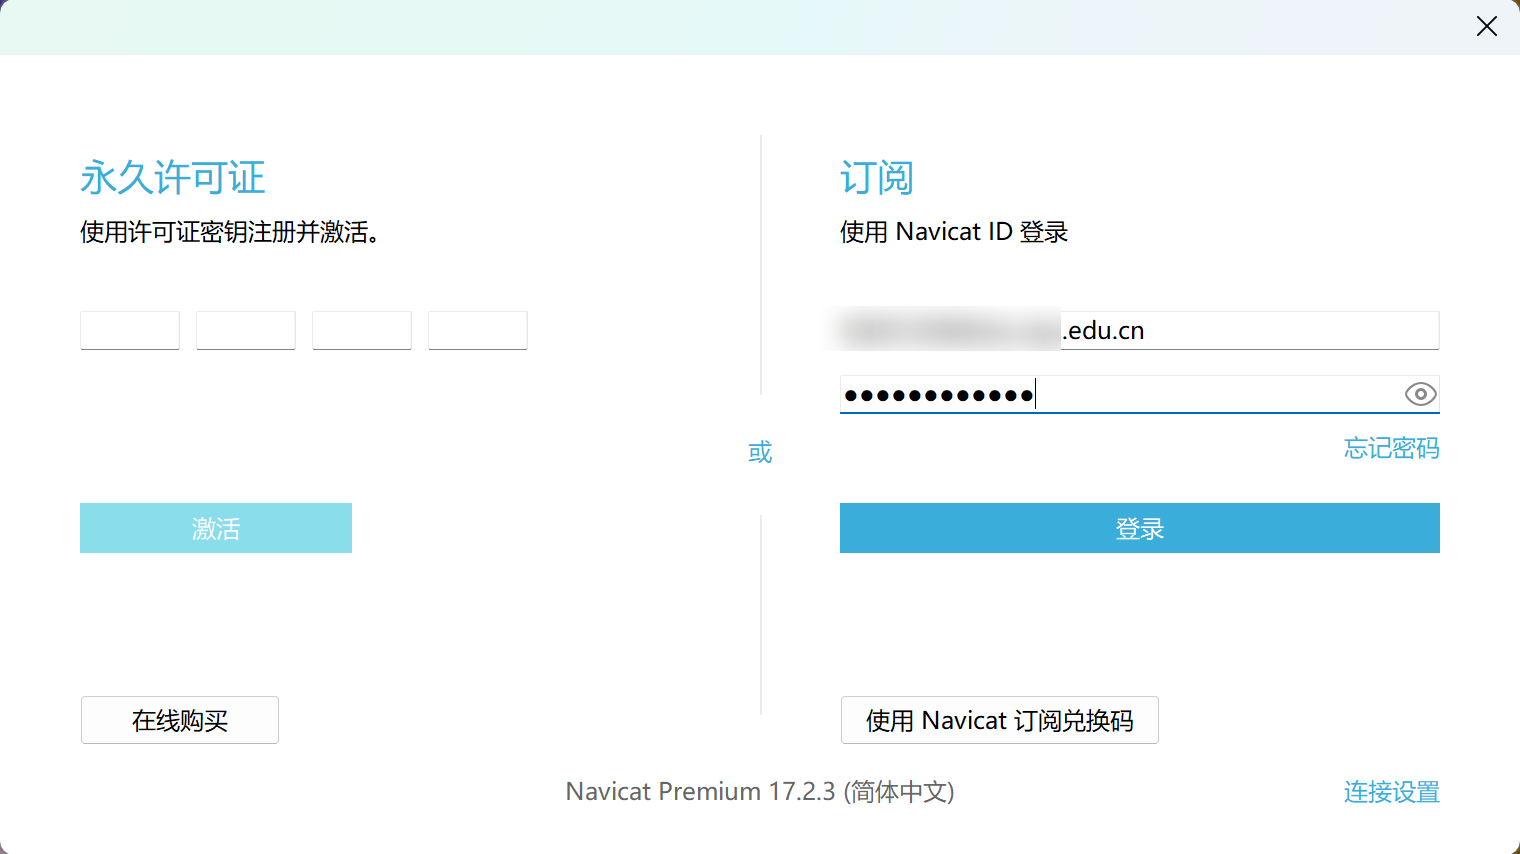 永久许可证
使用许可证密钥注册并激活。
激活
在线购买
或
订阅
使用 Navicat ID 登录
.edu.cn
忘记密码
登录
使用 Navicat 订阅兑换码
Navicat Premium 17.2.3 (简体中文)
连接设置